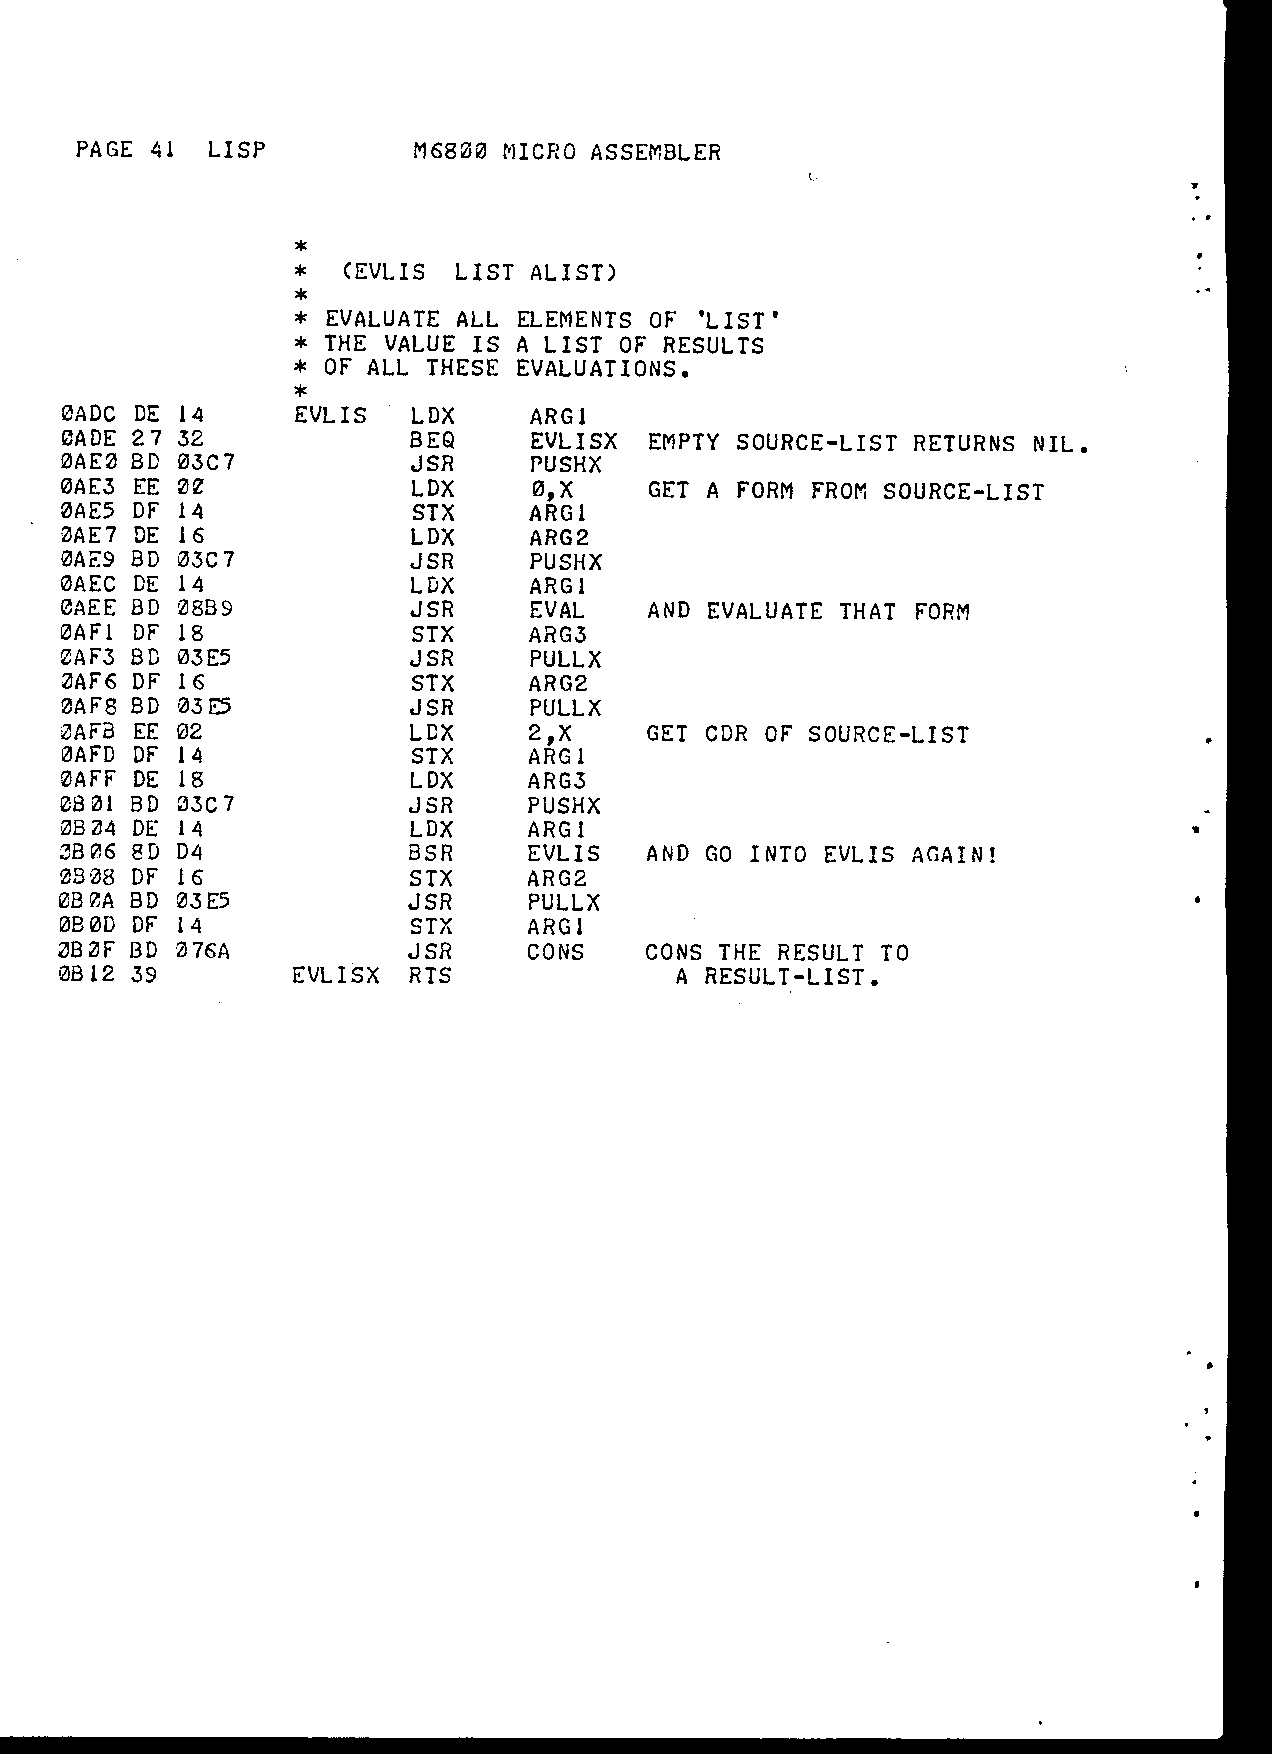 PAGE 41  LISP          M6800 MICRO ASSEMBLER
*
*  (EVLIS  LIST ALIST)
*
* EVALUATE ALL ELEMENTS OF 'LIST'
* THE VALUE IS A LIST OF RESULTS
* OF ALL THESE EVALUATIONS.
*
0ADC DE 14      EVLIS   LDX     ARG1
0ADE 27 32              BEQ     EVLISX  EMPTY SOURCE-LIST RETURNS NIL.
0AE0 BD 03C7            JSR     PUSHX
0AE3 EE 00              LDX     0,X     GET A FORM FROM SOURCE-LIST
0AE5 DF 14              STX     ARG1
0AE7 DE 16              LDX     ARG2
0AE9 BD 03C7            JSR     PUSHX
0AEC DE 14              LDX     ARG1
0AEE BD 08B9            JSR     EVAL    AND EVALUATE THAT FORM
0AF1 DF 18              STX     ARG3
0AF3 BD 03E5            JSR     PULLX
0AF6 DF 16              STX     ARG2
0AF8 BD 03E5            JSR     PULLX
0AFB EE 02              LDX     2,X     GET CDR OF SOURCE-LIST
0AFD DF 14              STX     ARG1
0AFF DE 18              LDX     ARG3
0B01 BD 03C7            JSR     PUSHX
0B04 DE 14              LDX     ARG1
0B06 8D D4              BSR     EVLIS   AND GO INTO EVLIS AGAIN!
0B08 DF 16              STX     ARG2
0B0A BD 03E5            JSR     PULLX
0B0D DF 14              STX     ARG1
0B0F BD 076A            JSR     CONS    CONS THE RESULT TO
0B12 39         EVLISX  RTS               A RESULT-LIST.